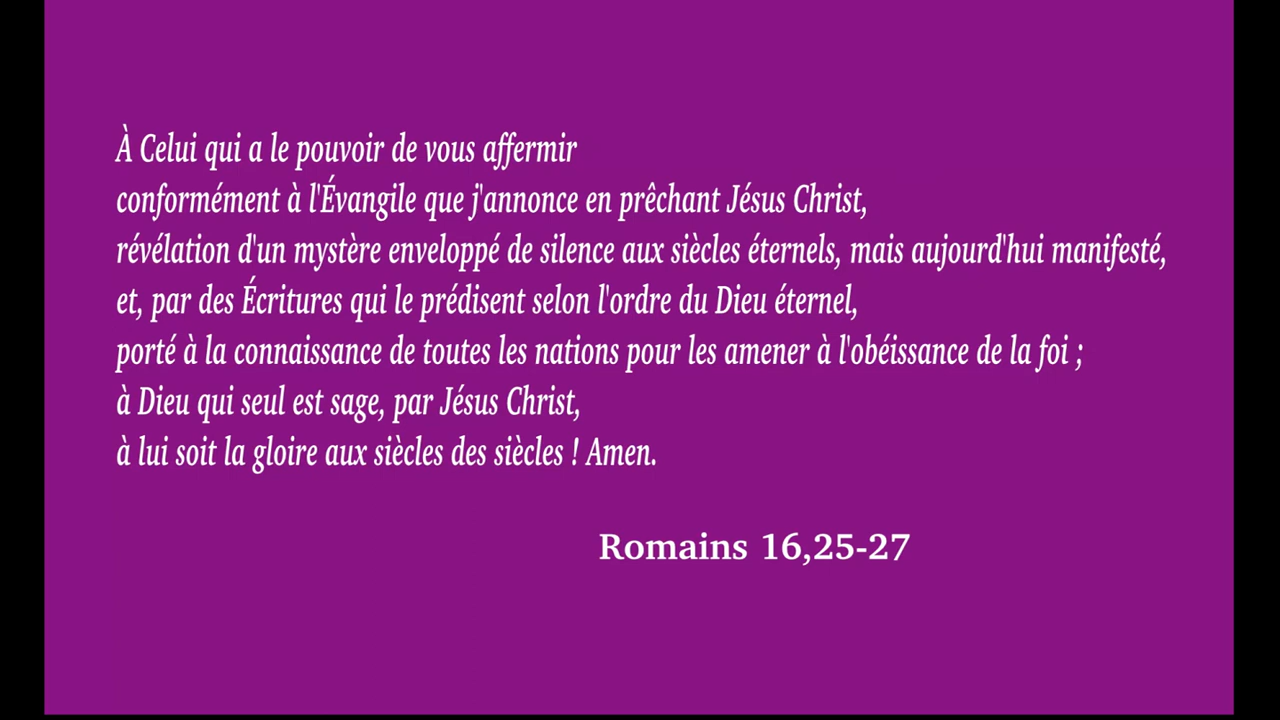 À Celui qui a le pouvoir de vous affermir
conformément à l'Évangile que j'annonce en prêchant Jésus Christ,
révélation d'un mystère enveloppé de silence aux siècles éternels, mais aujourd'hui manifesté,
et, par des Écritures qui le prédisent selon l'ordre du Dieu éternel,
porté à la connaissance de toutes les nations pour les amener à l'obéissance de la foi ;
à Dieu qui seul est sage, par Jésus Christ,
à lui soit la gloire aux siècles des siècles ! Amen.
Romains 16,25-27